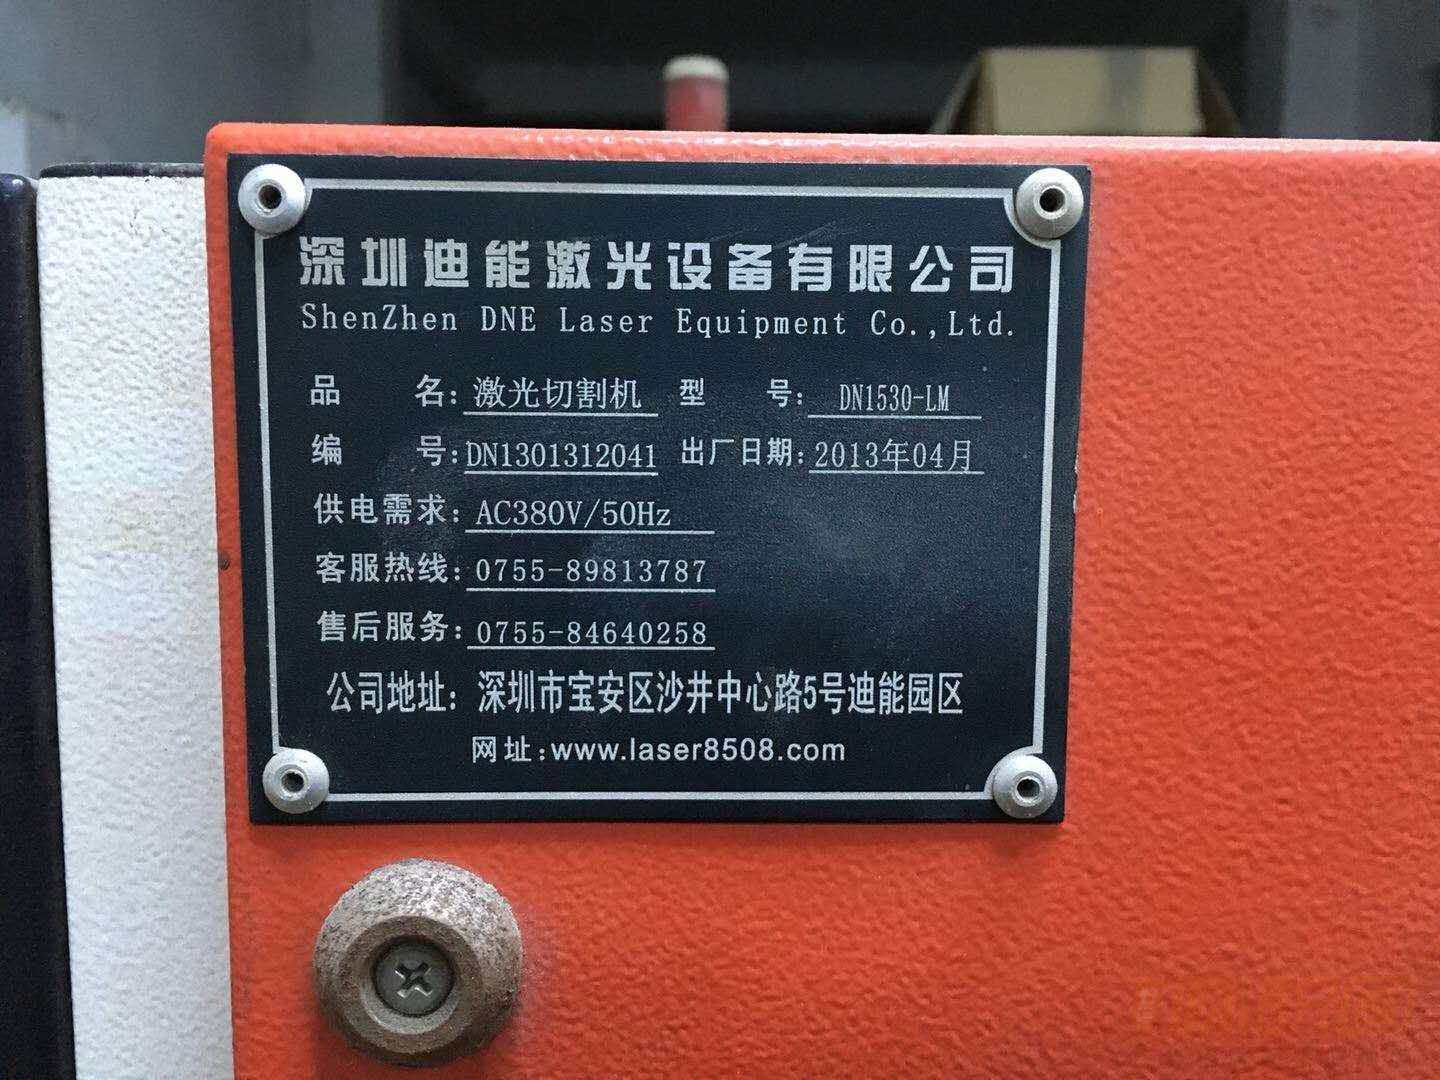 深圳迪能激光设备有限公司
ShenZhen DNE Laser Equipment Co.,Ltd.
品 名: 激光切割机 型 号: DN1530-LM
编 号: DN1301312041 出厂日期: 2013年04月
供电需求: AC380V/50Hz
客服热线: 0755-89813787
售后服务: 0755-84640258
公司地址: 深圳市宝安区沙井中心路5号迪能园区
网址:www.laser8508.com